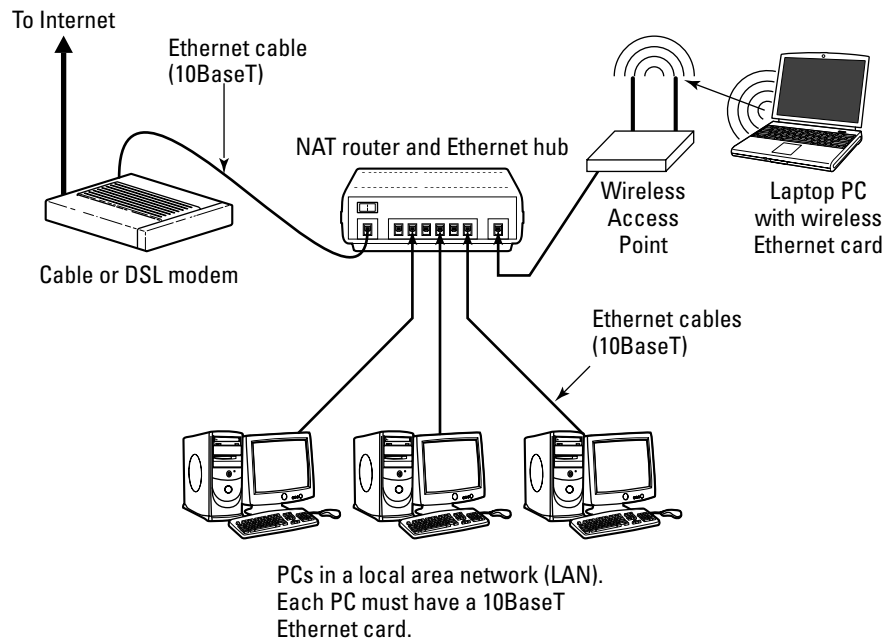 To Internet
Ethernet cable
(10BaseT)
NAT router and Ethernet hub
Cable or DSL modem
Wireless
Access
Point
Laptop PC
with wireless
Ethernet card
Ethernet cables
(10BaseT)
PCs in a local area network (LAN).
Each PC must have a 10BaseT
Ethernet card.